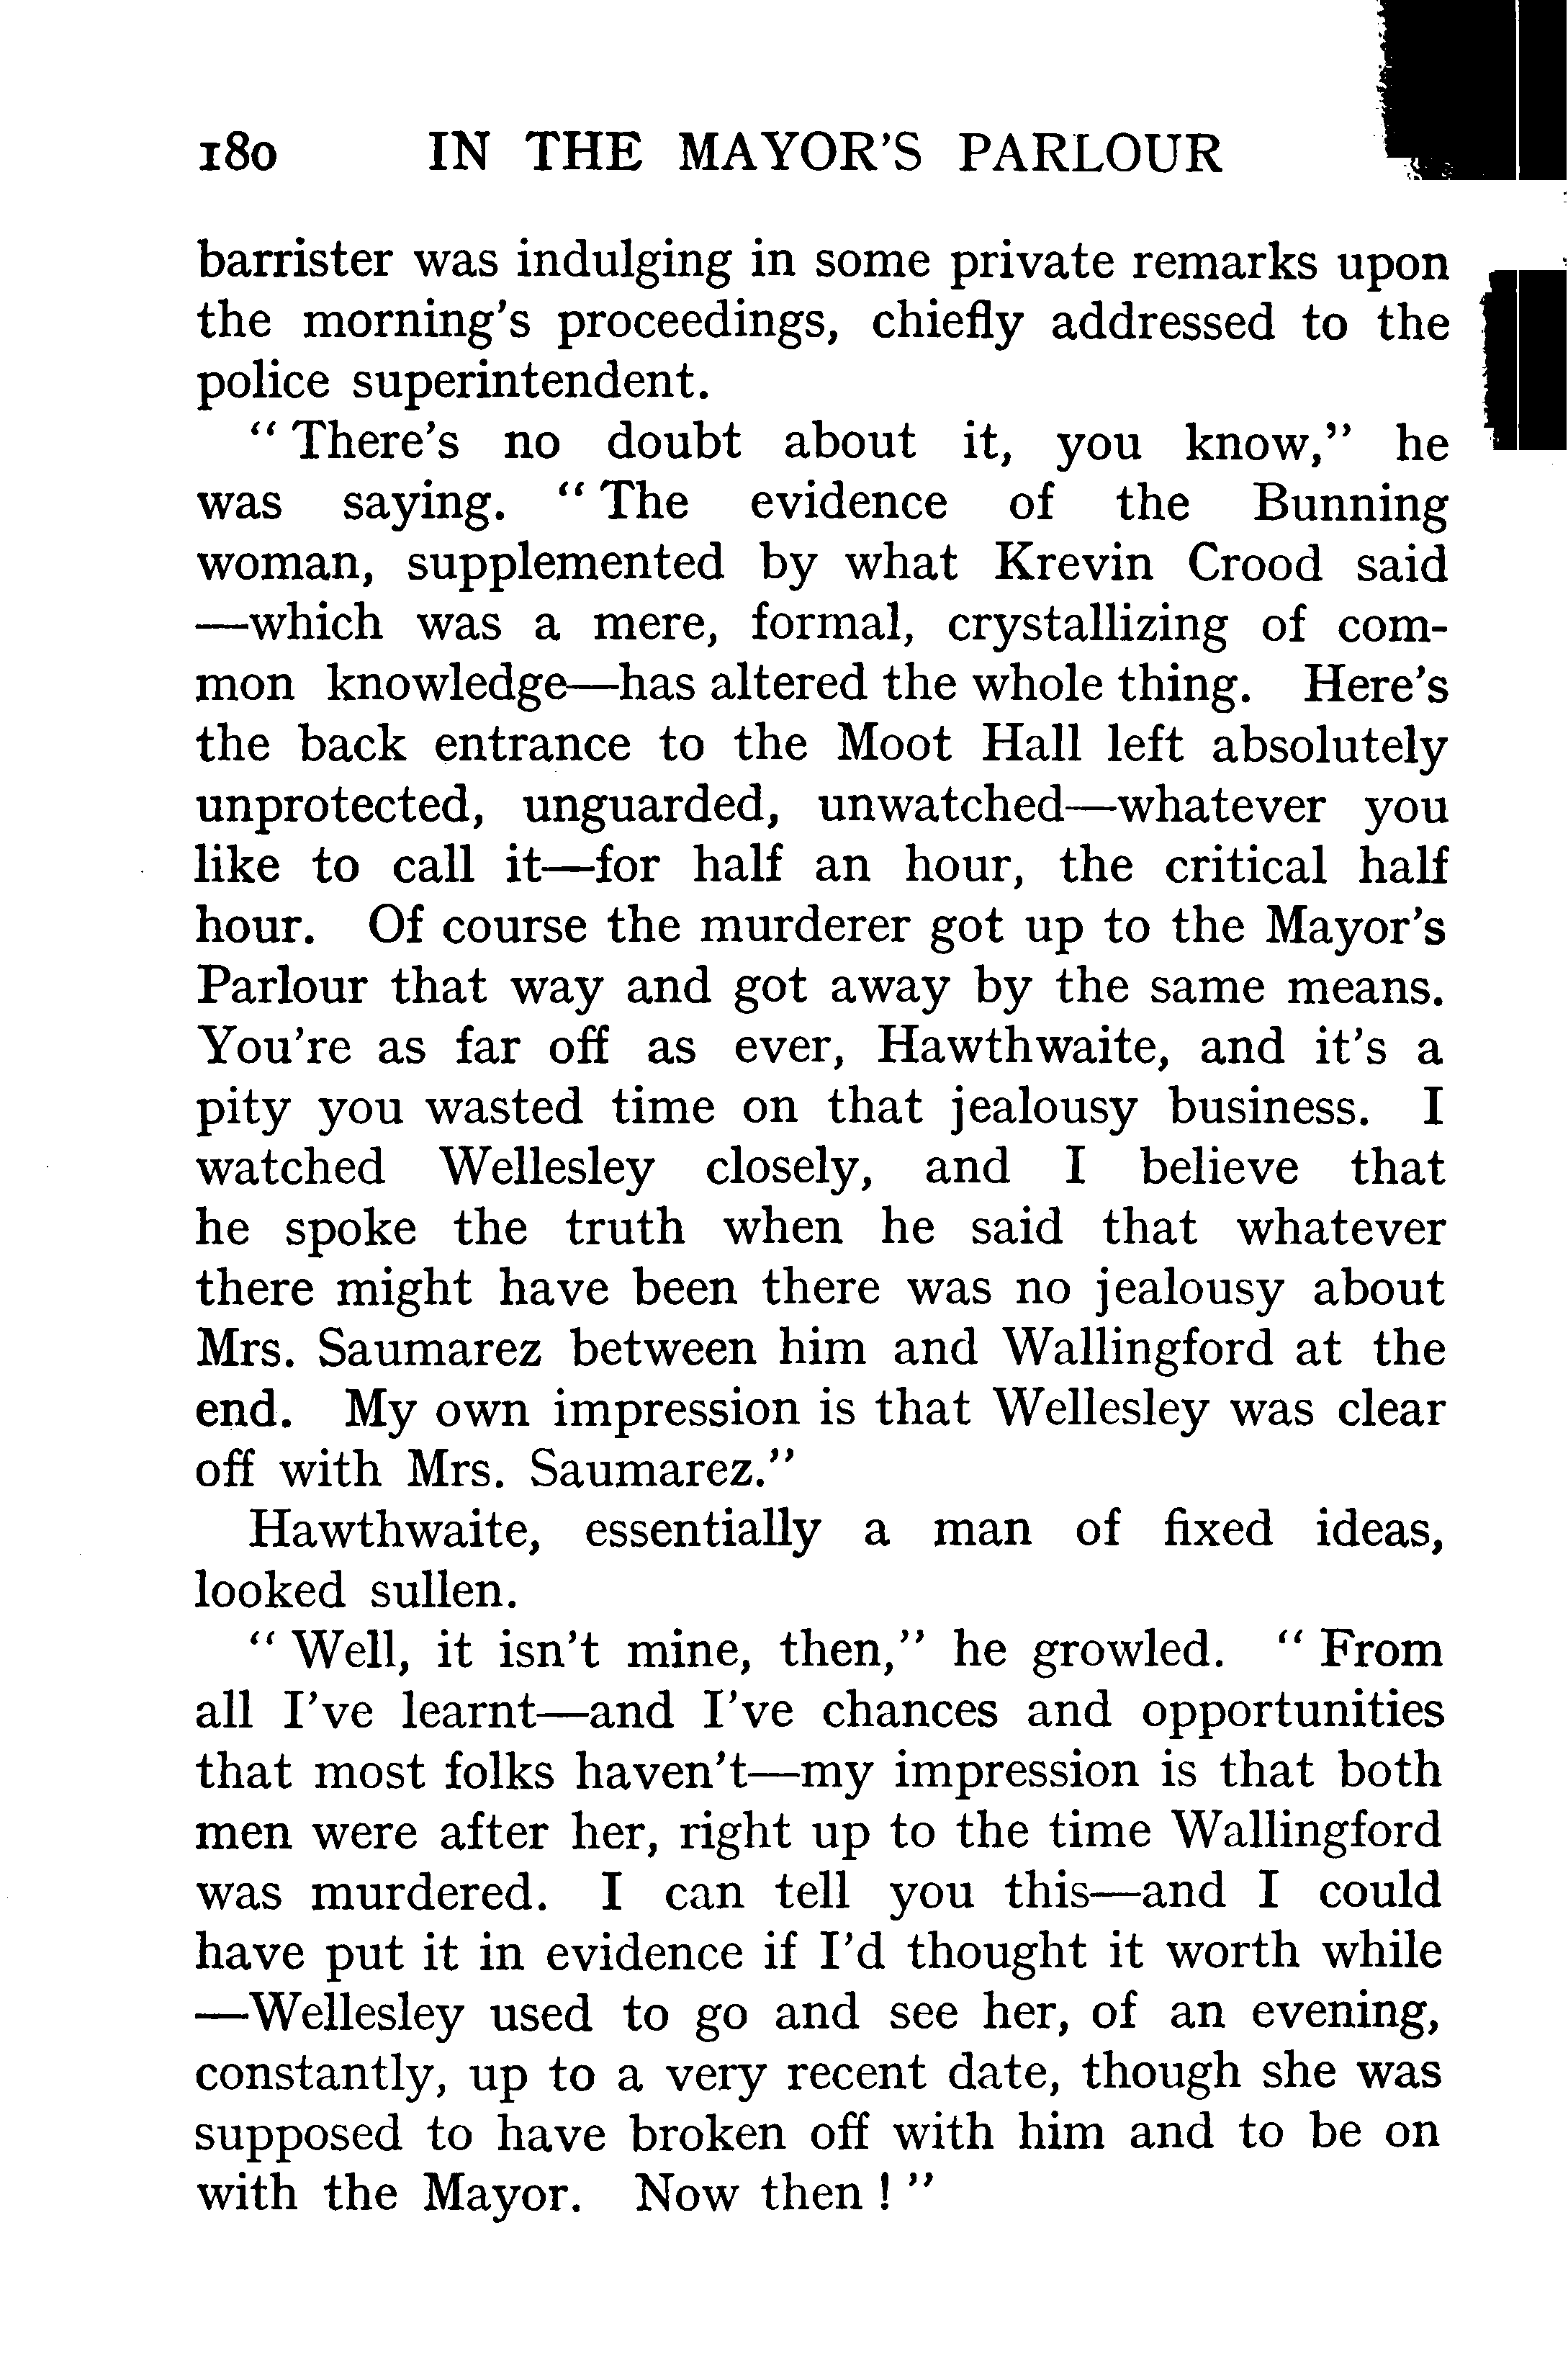 180 IN THE MAYOR'S PARLOUR
barrister was indulging in some private remarks upon
the morning's proceedings, chiefly addressed to the
police superintendent.
“ There's no doubt about it, you know,” he
was saying. “ The evidence of the Bunning
woman, supplemented by what Krevin Crood said
—which was a mere, formal, crystallizing of com-
mon knowledge—has altered the whole thing. Here's
the back entrance to the Moot Hall left absolutely
unprotected, unguarded, unwatched—whatever you
like to call it—for half an hour, the critical half
hour. Of course the murderer got up to the Mayor's
Parlour that way and got away by the same means.
You're as far off as ever, Hawthwaite, and it's a
pity you wasted time on that jealousy business. I
watched Wellesley closely, and I believe that
he spoke the truth when he said that whatever
there might have been there was no jealousy about
Mrs. Saumarez between him and Wallingford at the
end. My own impression is that Wellesley was clear
off with Mrs. Saumarez.”
Hawthwaite, essentially a man of fixed ideas,
looked sullen.
“ Well, it isn't mine, then,” he growled. “ From
all I've learnt—and I've chances and opportunities
that most folks haven't—my impression is that both
men were after her, right up to the time Wallingford
was murdered. I can tell you this—and I could
have put it in evidence if I'd thought it worth while
—Wellesley used to go and see her, of an evening,
constantly, up to a very recent date, though she was
supposed to have broken off with him and to be on
with the Mayor. Now then ! ”